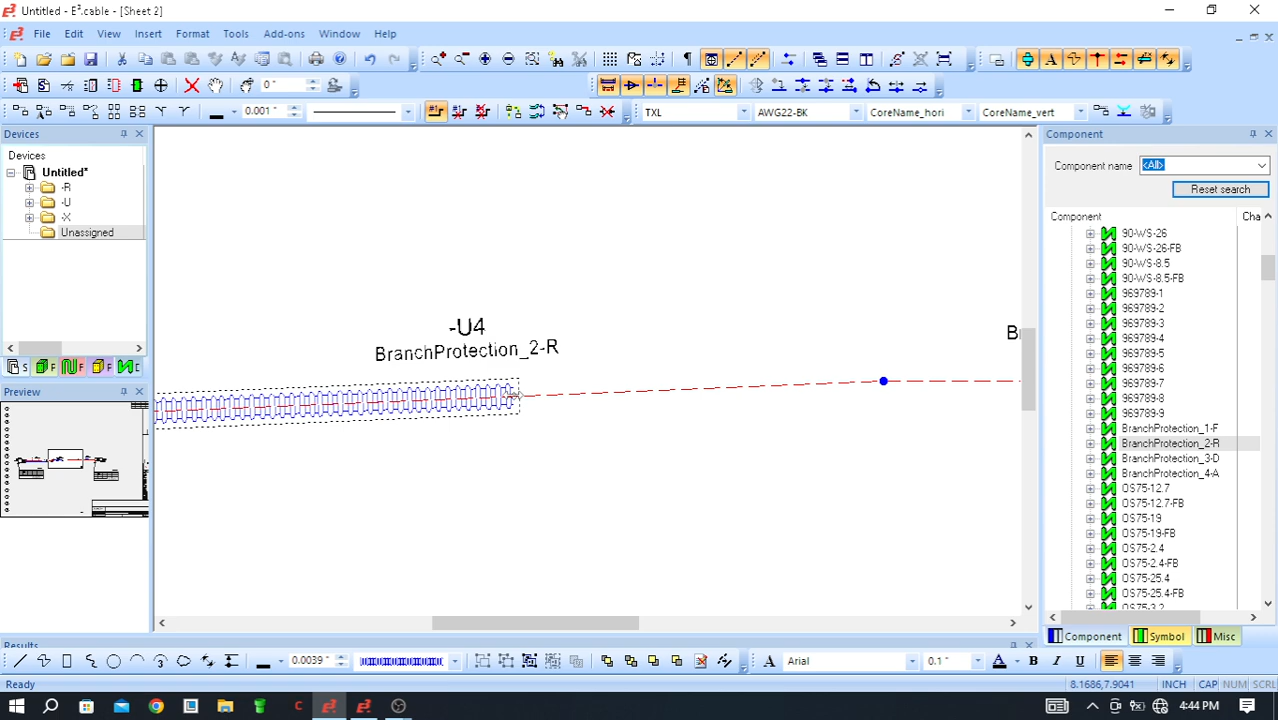 Untitled - E³.cable - [Sheet 2]
File Edit View Insert Format Tools Add-ons Window Help
0°
0.001" TXL AWG22-BK CoreName_hori CoreName_vert
Devices
Devices
Untitled*
-R
-U
-X
Unassigned
Preview
-U4
BranchProtection_2-R
Component
Component name <All>
Reset search
Component Cha
90-WS-26
90-WS-26-FB
90-WS-8.5
90-WS-8.5-FB
969789-1
969789-2
969789-3
969789-4
969789-5
969789-6
969789-7
969789-8
969789-9
BranchProtection_1-F
BranchProtection_2-R
BranchProtection_3-D
BranchProtection_4-A
OS75-12.7
OS75-12.7-FB
OS75-19
OS75-19-FB
OS75-2.4
OS75-2.4-FB
OS75-25.4
OS75-25.4-FB
OS75-3.2
Component Symbol Misc
Results
0.0039" Arial 0.1"
Ready 8.1686,7.9041 INCH CAP NUM SCRL
4:44 PM